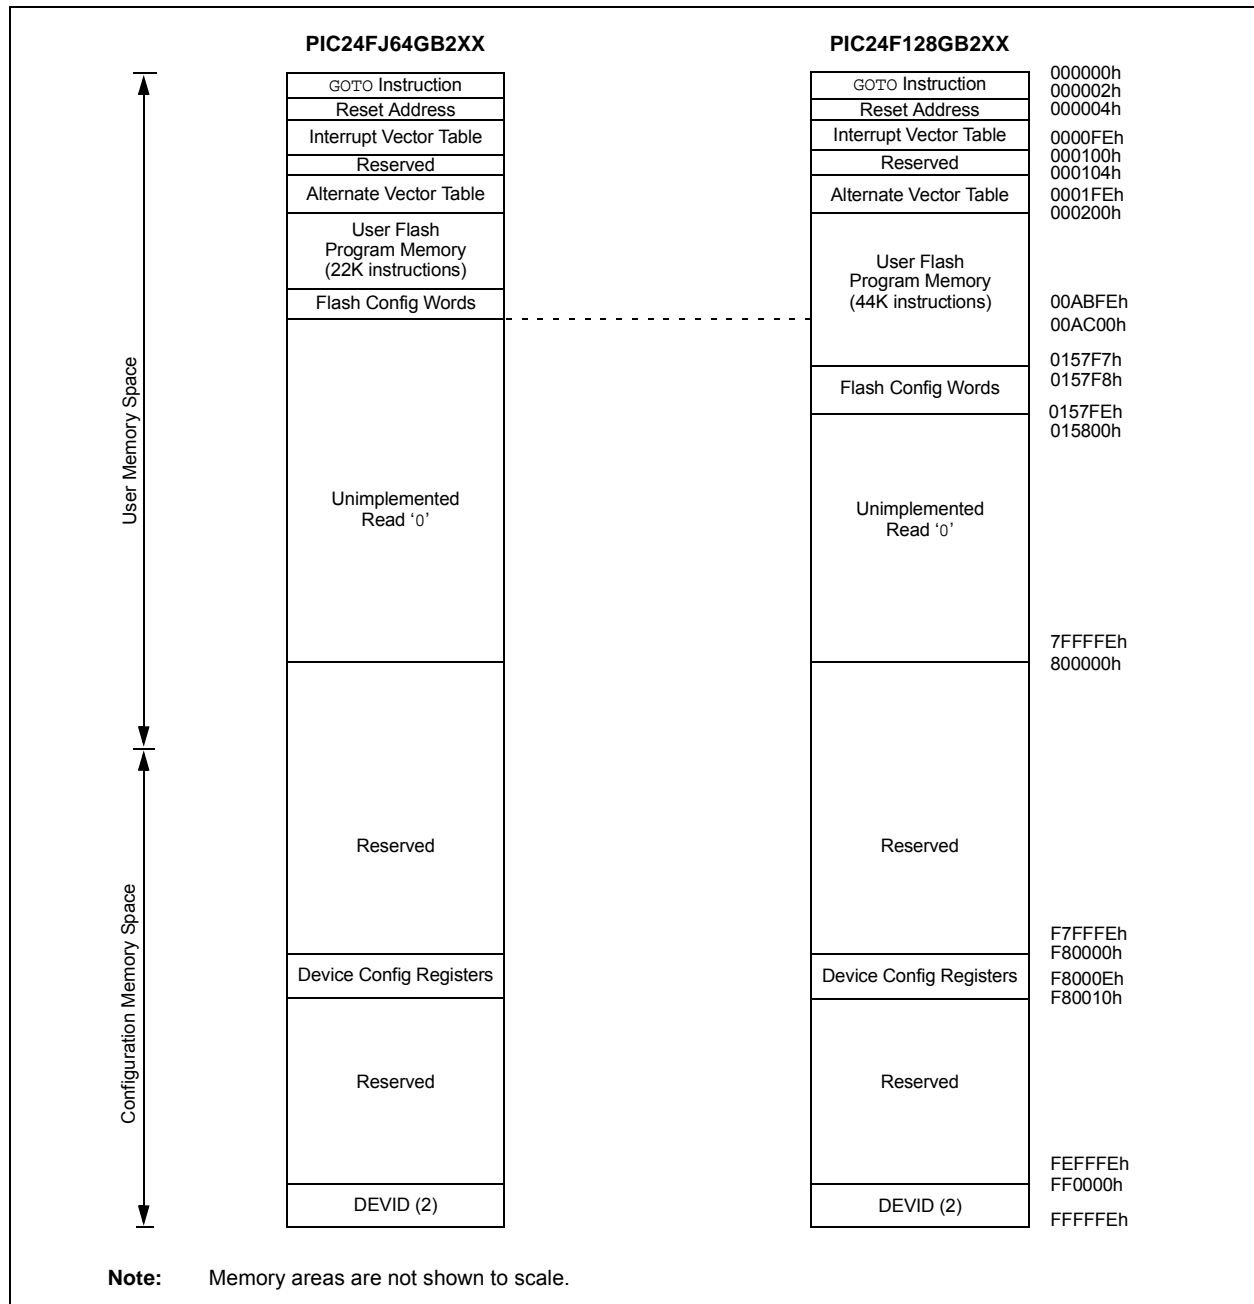 PIC24FJ64GB2XX
GOTO Instruction
Reset Address
Interrupt Vector Table
Reserved
Alternate Vector Table
User Flash
Program Memory
(22K instructions)
Flash Config Words
Unimplemented
Read ‘0’
Reserved
Device Config Registers
Reserved
DEVID (2)
PIC24F128GB2XX
GOTO Instruction
Reset Address
Interrupt Vector Table
Reserved
Alternate Vector Table
User Flash
Program Memory
(44K instructions)
Flash Config Words
Unimplemented
Read ‘0’
Reserved
Device Config Registers
Reserved
DEVID (2)
000000h
000002h
000004h
0000FEh
000100h
000104h
0001FEh
000200h
00ABFEh
00AC00h
0157F7h
0157F8h
0157FEh
015800h
7FFFFEh
800000h
F7FFFEh
F80000h
F8000Eh
F80010h
FEFFFEh
FF0000h
FFFFFEh
User Memory Space
Configuration Memory Space
Note: Memory areas are not shown to scale.